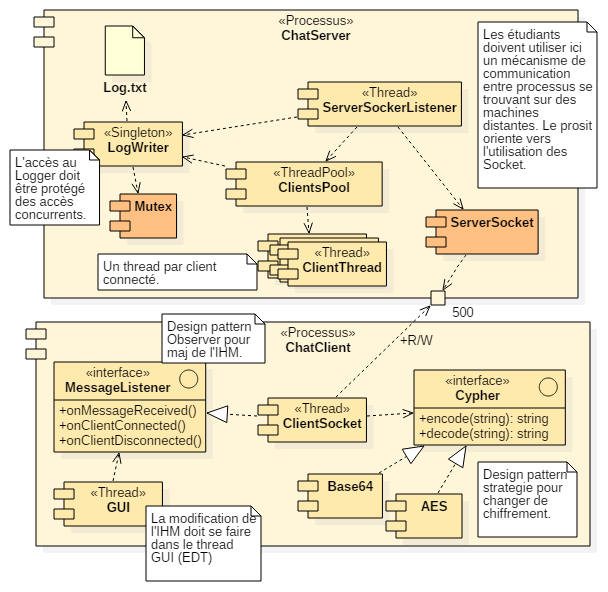 «Processus»
ChatServer
Log.txt
«Thread»
ServerSockerListener
Les étudiants
doivent utiliser ici
un mécanisme de
communication
entre processus se
trouvant sur des
machines
distantes. Le prosit
oriente vers
l'utilisation des
Socket.
«Singleton»
LogWriter
L'accès au
Logger doit
être protégé
des accès
concurrents.
«ThreadPool»
ClientsPool
Mutex
ServerSocket
«Thread»
ClientThread
Un thread par client
connecté.
500
«Processus»
ChatClient
Design pattern
Observer pour
maj de l'IHM.
+R/W
«interface»
MessageListener
+onMessageReceived()
+onClientConnected()
+onClientDisconnected()
«Thread»
ClientSocket
«interface»
Cypher
+encode(string): string
+decode(string): string
«Thread»
GUI
Base64
AES
Design pattern
strategie pour
changer de
chiffrement.
La modification de
l'IHM doit se faire
dans le thread
GUI (EDT)